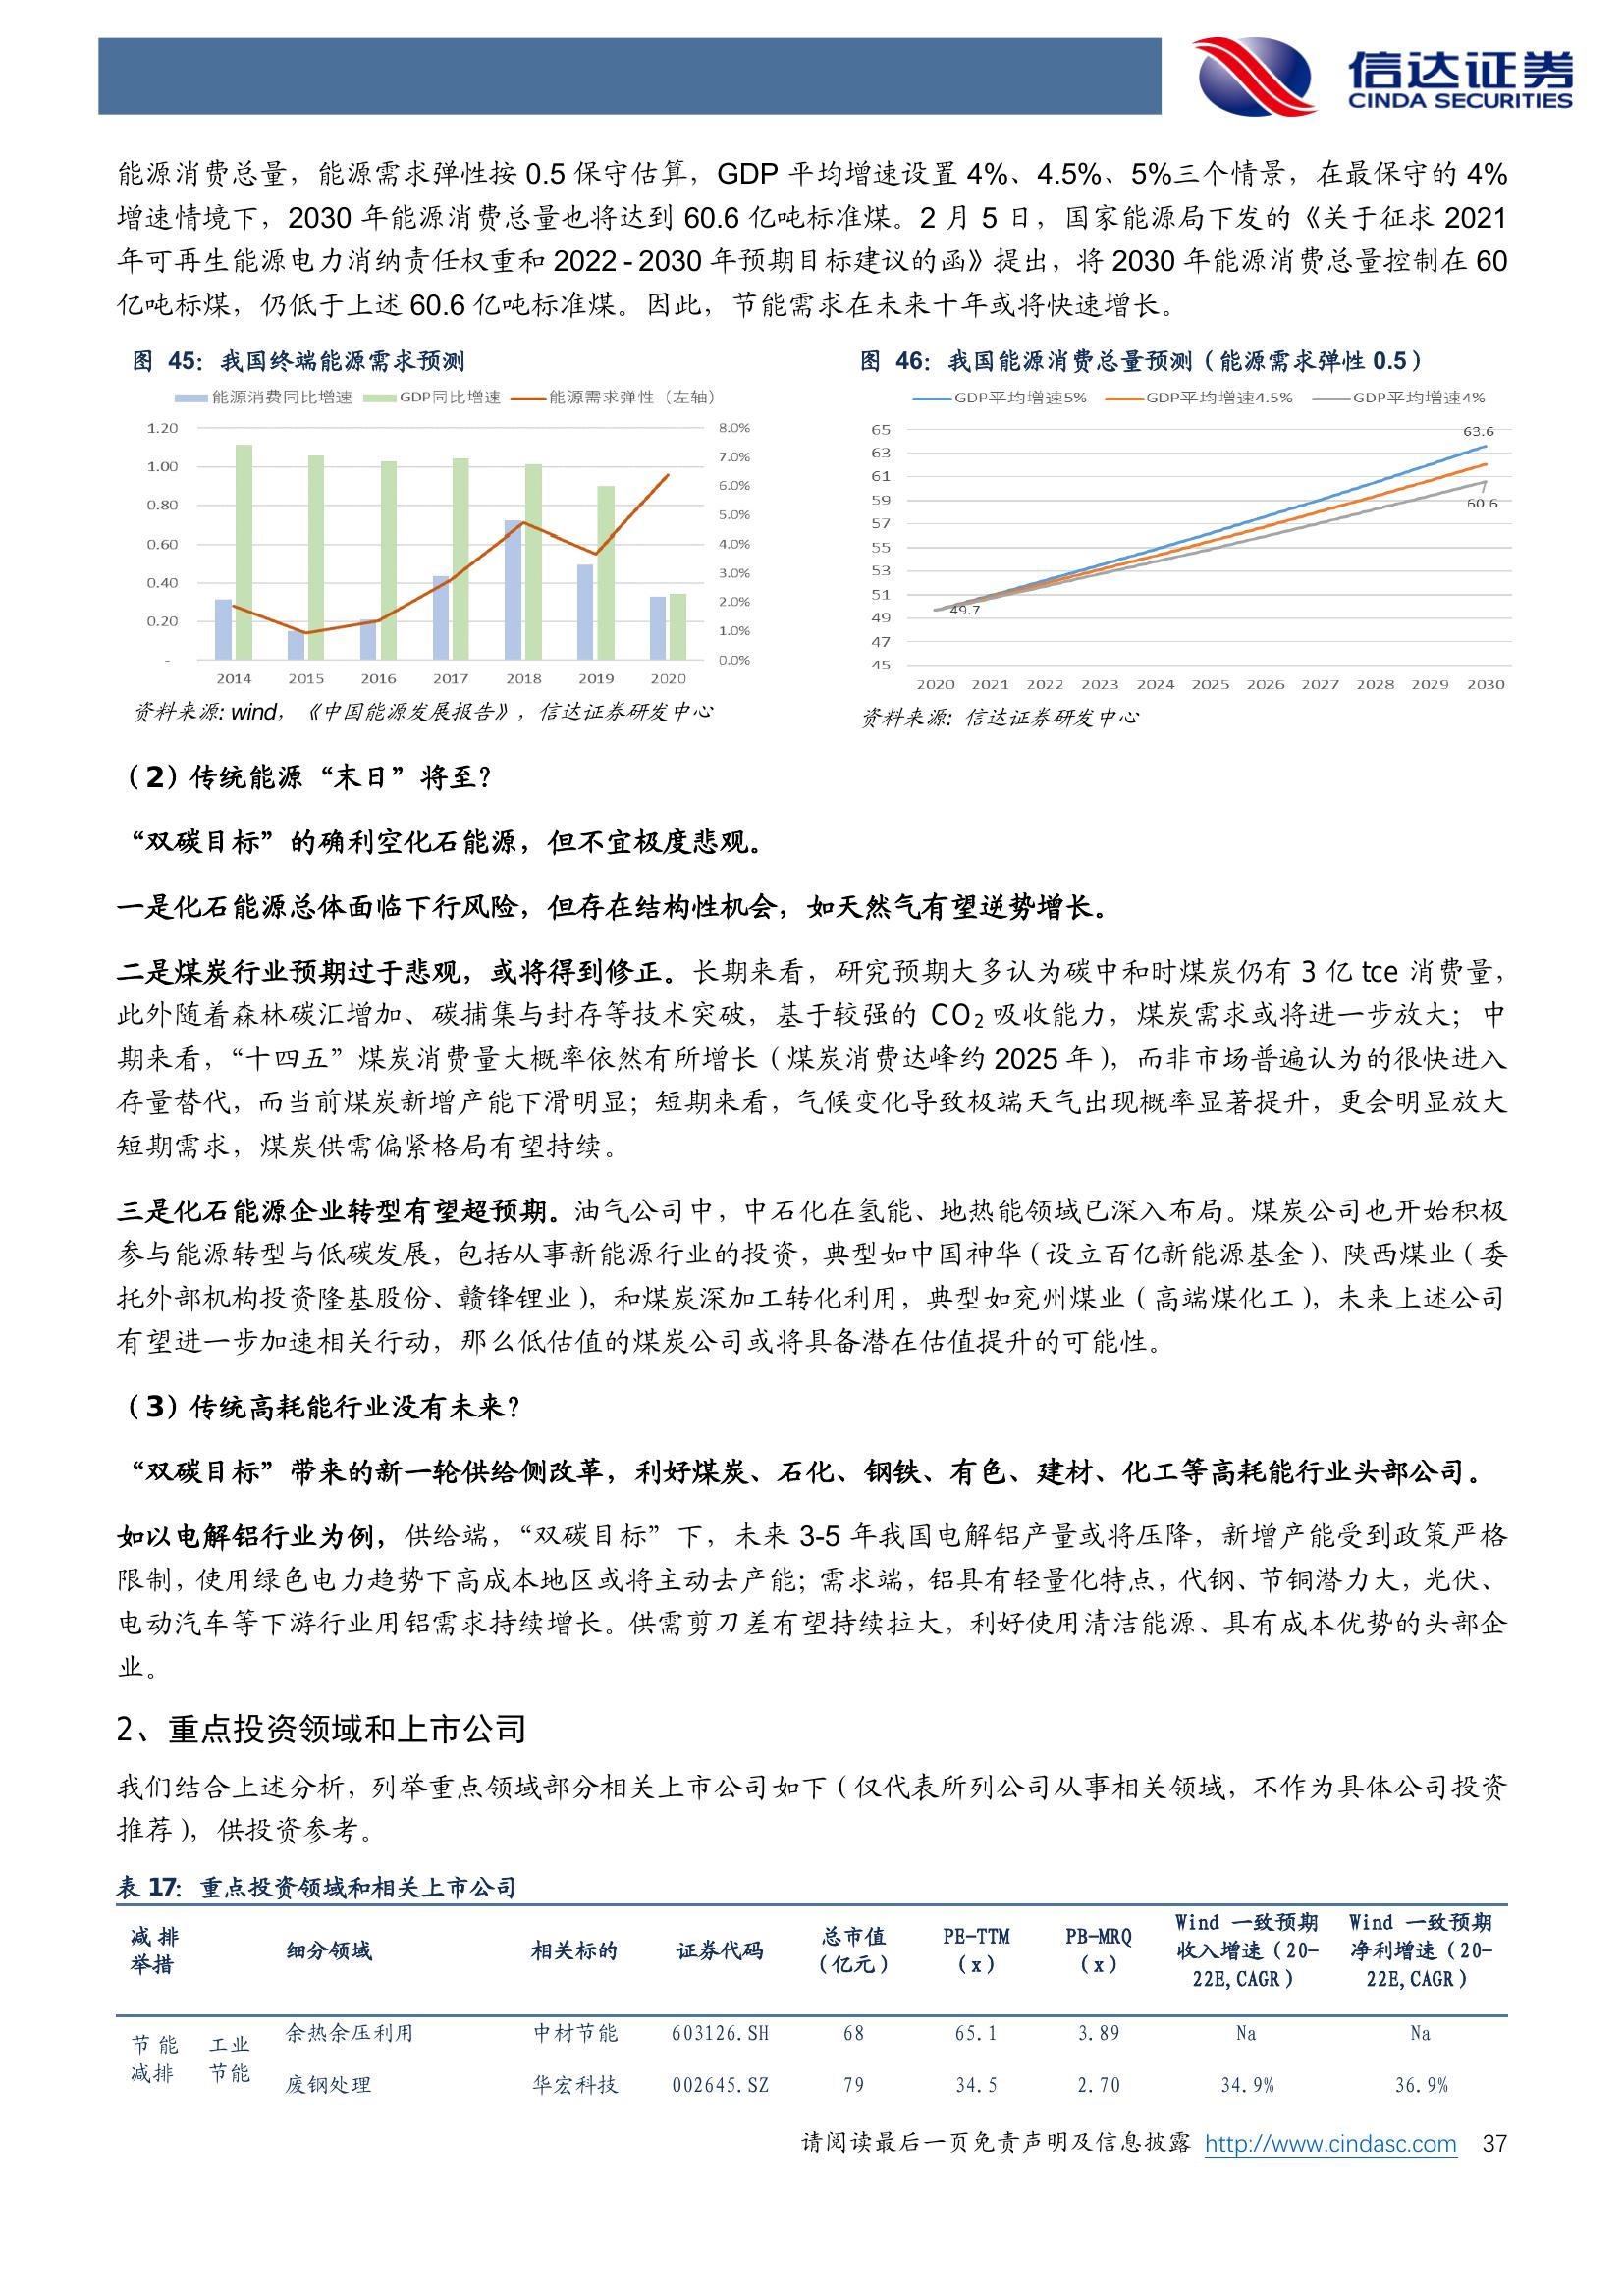 信达证券
CINDA SECURITIES
能源消费总量，能源需求弹性按 0.5 保守估算，GDP 平均增速设置 4%、4.5%、5%三个情景，在最保守的 4%
增速情境下，2030 年能源消费总量也将达到 60.6 亿吨标准煤。2 月 5 日，国家能源局下发的《关于征求 2021
年可再生能源电力消纳责任权重和 2022 - 2030 年预期目标建议的函》提出，将 2030 年能源消费总量控制在 60
亿吨标煤，仍低于上述 60.6 亿吨标准煤。因此，节能需求在未来十年或将快速增长。
图 45：我国终端能源需求预测
能源消费同比增速 GDP同比增速 能源需求弹性（左轴）
1.20
1.00
0.80
0.60
0.40
0.20
-
8.0%
7.0%
6.0%
5.0%
4.0%
3.0%
2.0%
1.0%
0.0%
2014 2015 2016 2017 2018 2019 2020
资料来源: wind，《中国能源发展报告》，信达证券研发中心
图 46：我国能源消费总量预测（能源需求弹性 0.5）
GDP平均增速5% GDP平均增速4.5% GDP平均增速4%
65
63
61
59
57
55
53
51
49
47
45
63.6
60.6
49.7
2020 2021 2022 2023 2024 2025 2026 2027 2028 2029 2030
资料来源: 信达证券研发中心
（2）传统能源“末日”将至？
“双碳目标”的确利空化石能源，但不宜极度悲观。
一是化石能源总体面临下行风险，但存在结构性机会，如天然气有望逆势增长。
二是煤炭行业预期过于悲观，或将得到修正。长期来看，研究预期大多认为碳中和时煤炭仍有 3 亿 tce 消费量，
此外随着森林碳汇增加、碳捕集与封存等技术突破，基于较强的 CO₂ 吸收能力，煤炭需求或将进一步放大；中
期来看，“十四五”煤炭消费量大概率依然有所增长（煤炭消费达峰约 2025 年），而非市场普遍认为的很快进入
存量替代，而当前煤炭新增产能下滑明显；短期来看，气候变化导致极端天气出现概率显著提升，更会明显放大
短期需求，煤炭供需偏紧格局有望持续。
三是化石能源企业转型有望超预期。油气公司中，中石化在氢能、地热能领域已深入布局。煤炭公司也开始积极
参与能源转型与低碳发展，包括从事新能源行业的投资，典型如中国神华（设立百亿新能源基金）、陕西煤业（委
托外部机构投资隆基股份、赣锋锂业），和煤炭深加工转化利用，典型如兖州煤业（高端煤化工），未来上述公司
有望进一步加速相关行动，那么低估值的煤炭公司或将具备潜在估值提升的可能性。
（3）传统高耗能行业没有未来？
“双碳目标”带来的新一轮供给侧改革，利好煤炭、石化、钢铁、有色、建材、化工等高耗能行业头部公司。
如以电解铝行业为例，供给端，“双碳目标”下，未来 3-5 年我国电解铝产量或将压降，新增产能受到政策严格
限制，使用绿色电力趋势下高成本地区或将主动去产能；需求端，铝具有轻量化特点，代钢、节铜潜力大，光伏、
电动汽车等下游行业用铝需求持续增长。供需剪刀差有望持续拉大，利好使用清洁能源、具有成本优势的头部企
业。
2、重点投资领域和上市公司
我们结合上述分析，列举重点领域部分相关上市公司如下（仅代表所列公司从事相关领域，不作为具体公司投资
推荐），供投资参考。
表 17：重点投资领域和相关上市公司
减排举措 细分领域 相关标的 证券代码 总市值（亿元） PE-TTM（x） PB-MRQ（x） Wind 一致预期收入增速（20-22E,CAGR） Wind 一致预期净利增速（20-22E,CAGR）
节能减排 工业节能 余热余压利用 中材节能 603126.SH 68 65.1 3.89 Na Na
废钢处理 华宏科技 002645.SZ 79 34.5 2.70 34.9% 36.9%
请阅读最后一页免责声明及信息披露 http://www.cindasc.com 37